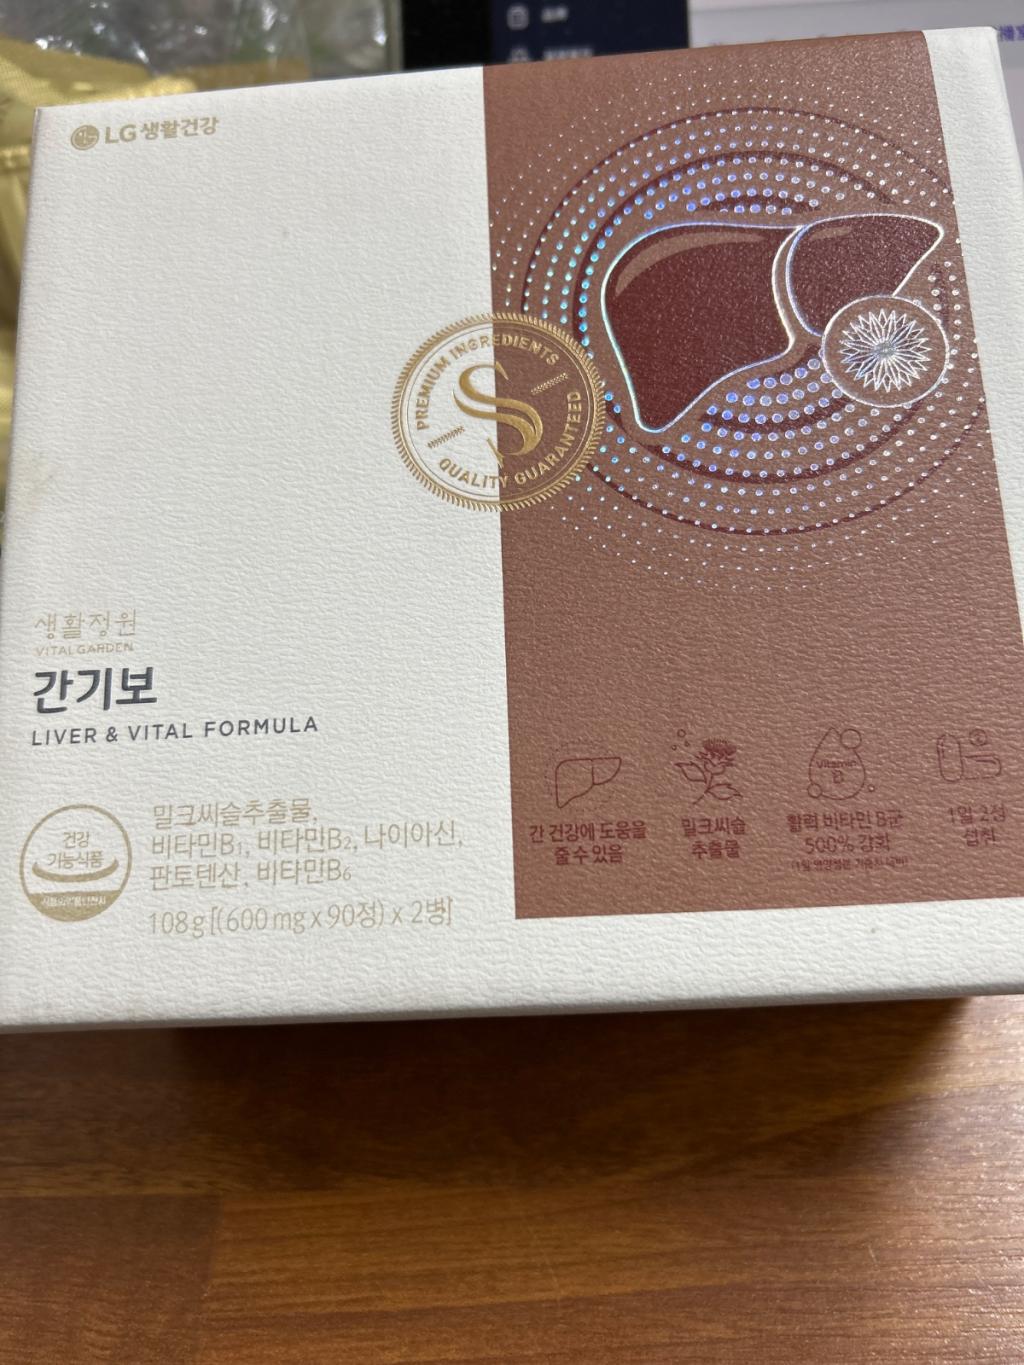 LG생활건강
PREMIUM INGREDIENTS
QUALITY GUARANTEED
생활정원
VITAL GARDEN
간기보
LIVER & VITAL FORMULA
건강
기능식품
밀크씨슬추출물,
비타민B₁, 비타민B₂, 나이아신,
판토텐산, 비타민B₆
108g[(600mg x 90정) x 2병]
간 건강에 도움을
줄 수 있음
밀크씨슬
추출물
Vitamin
B
활력 비타민 B군
500% 강화
1일 2정
섭취